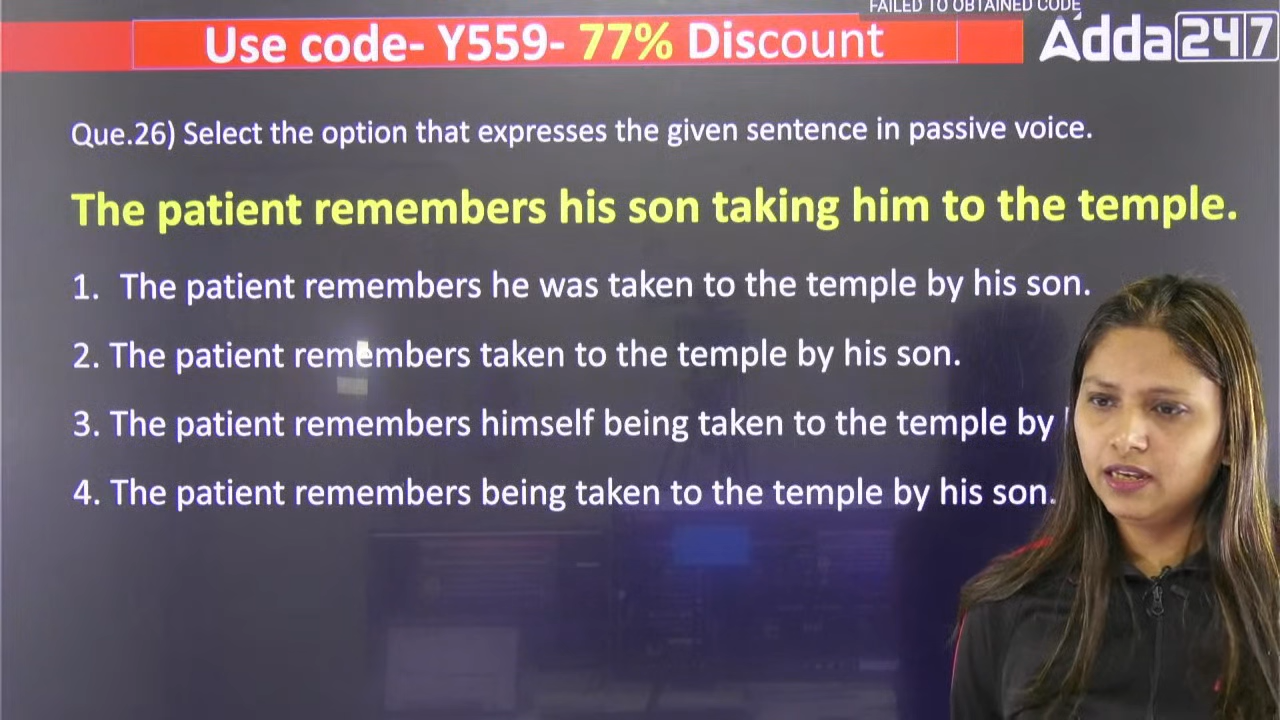 FAILED TO OBTAINED CODE
Use code- Y559- 77% Discount
Adda 247
Que.26) Select the option that expresses the given sentence in passive voice.
The patient remembers his son taking him to the temple.
1. The patient remembers he was taken to the temple by his son.
2. The patient remembers taken to the temple by his son.
3. The patient remembers himself being taken to the temple by
4. The patient remembers being taken to the temple by his son.